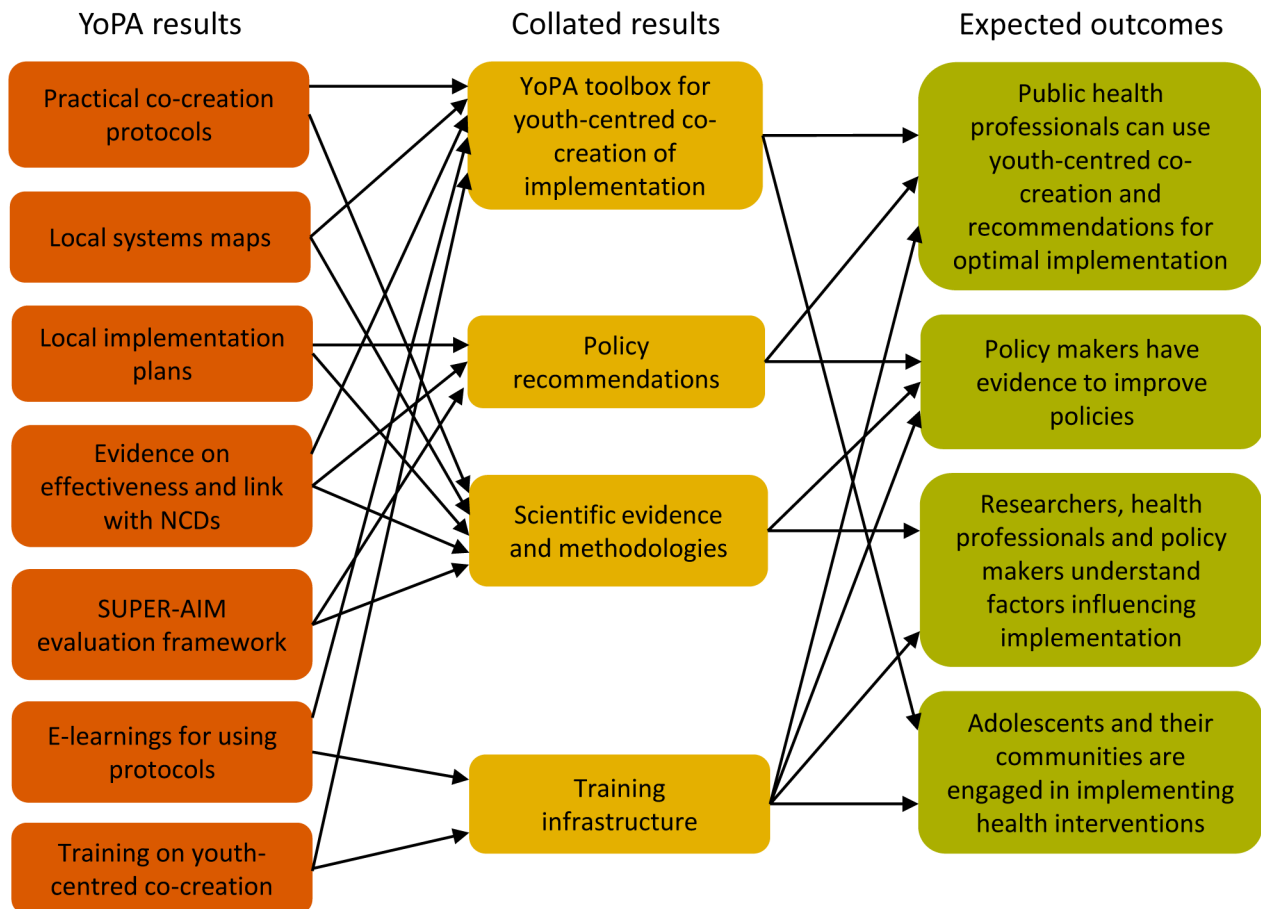 YoPA results
Practical co-creation
protocols
Local systems maps
Local implementation
plans
Evidence on
effectiveness and link
with NCDs
SUPER-AIM
evaluation framework
E-learnings for using
protocols
Training on youth-
centred co-creation
Collated results
YoPA toolbox for
youth-centred co-
creation of
implementation
Policy
recommendations
Scientific evidence
and methodologies
Training
infrastructure
Expected outcomes
Public health
professionals can use
youth-centred co-
creation and
recommendations for
optimal implementation
Policy makers have
evidence to improve
policies
Researchers, health
professionals and policy
makers understand
factors influencing
implementation
Adolescents and their
communities are
engaged in implementing
health interventions